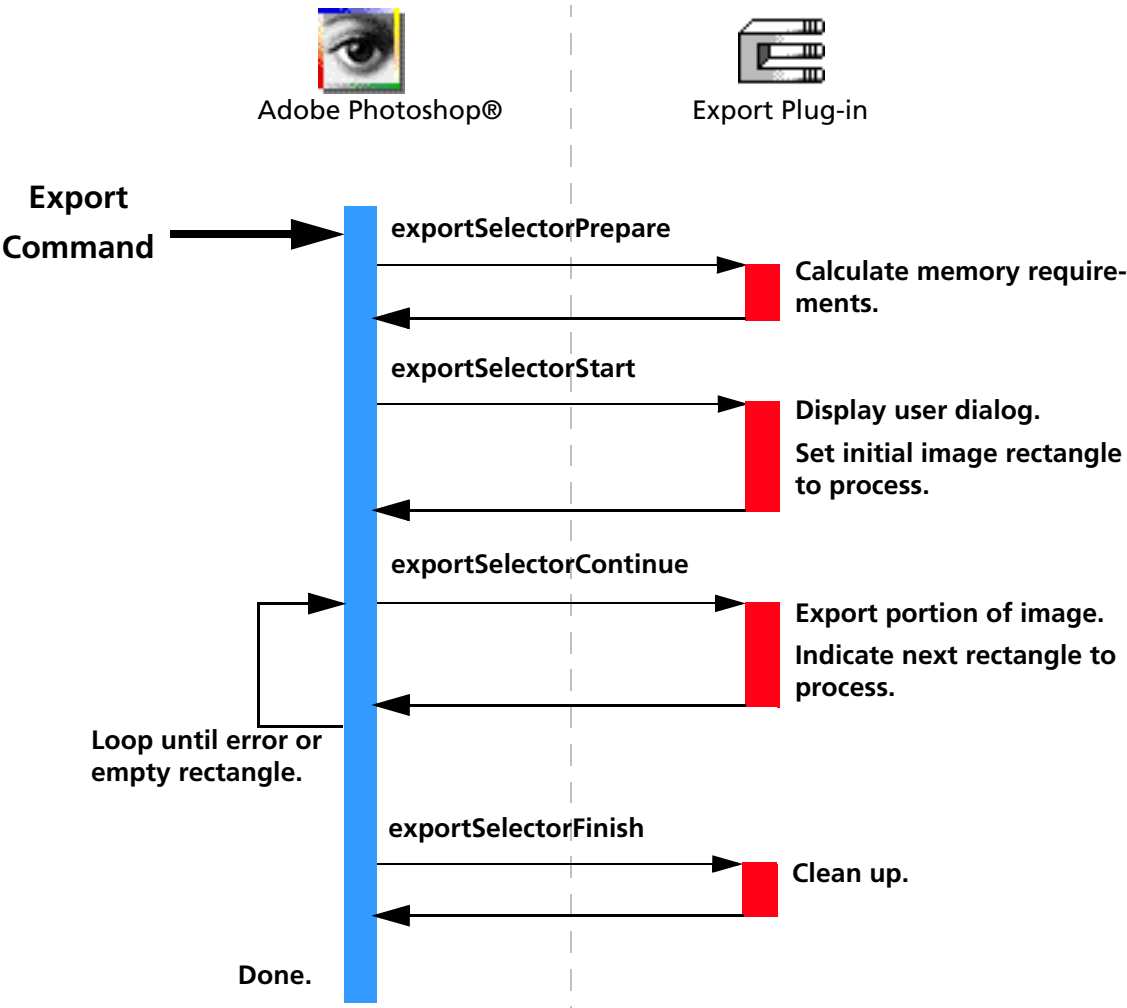 Adobe Photoshop®
Export Plug-in
Export
Command
exportSelectorPrepare
Calculate memory require-
ments.
exportSelectorStart
Display user dialog.
Set initial image rectangle
to process.
exportSelectorContinue
Export portion of image.
Indicate next rectangle to
process.
Loop until error or
empty rectangle.
exportSelectorFinish
Clean up.
Done.